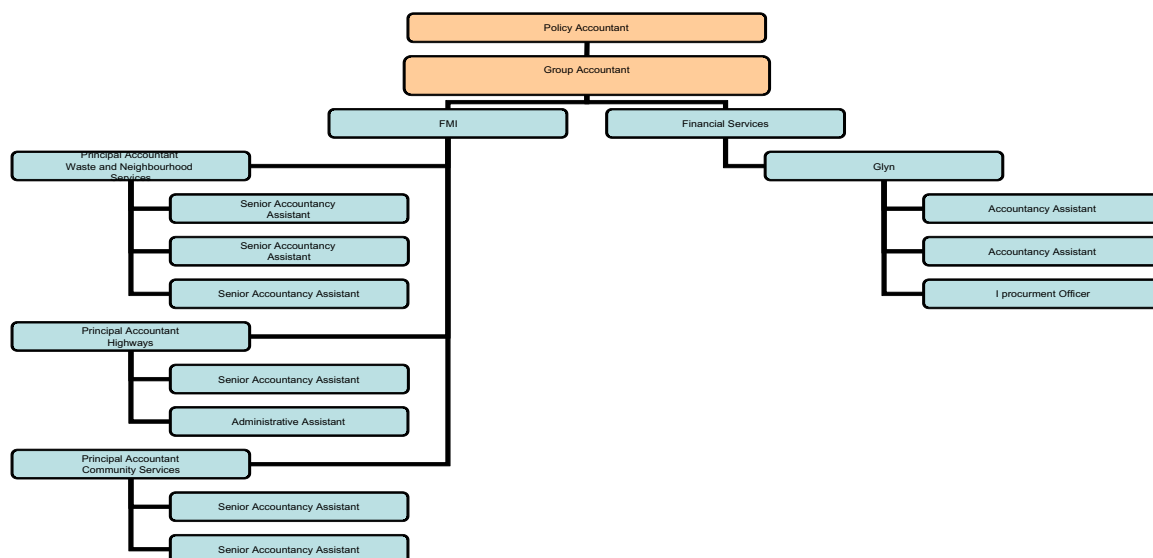 Policy Accountant
Group Accountant
FMI
Financial Services
Principal Accountant
Waste and Neighbourhood
Services
Glyn
Senior Accountancy
Assistant
Accountancy Assistant
Senior Accountancy
Assistant
Accountancy Assistant
Senior Accountancy Assistant
I procurment Officer
Principal Accountant
Highways
Senior Accountancy Assistant
Administrative Assistant
Principal Accountant
Community Services
Senior Accountancy Assistant
Senior Accountancy Assistant